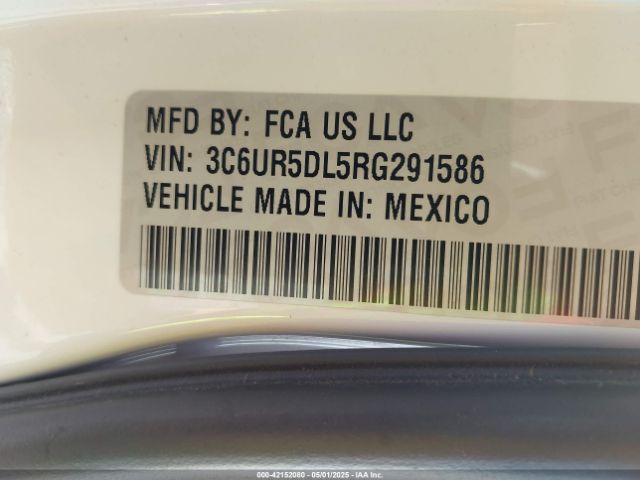 MFD BY: FCA US LLC
VIN: 3C6UR5DL5RG291586
VEHICLE MADE IN: MEXICO
000-42152080 - 05/01/2025 - IAA Inc.